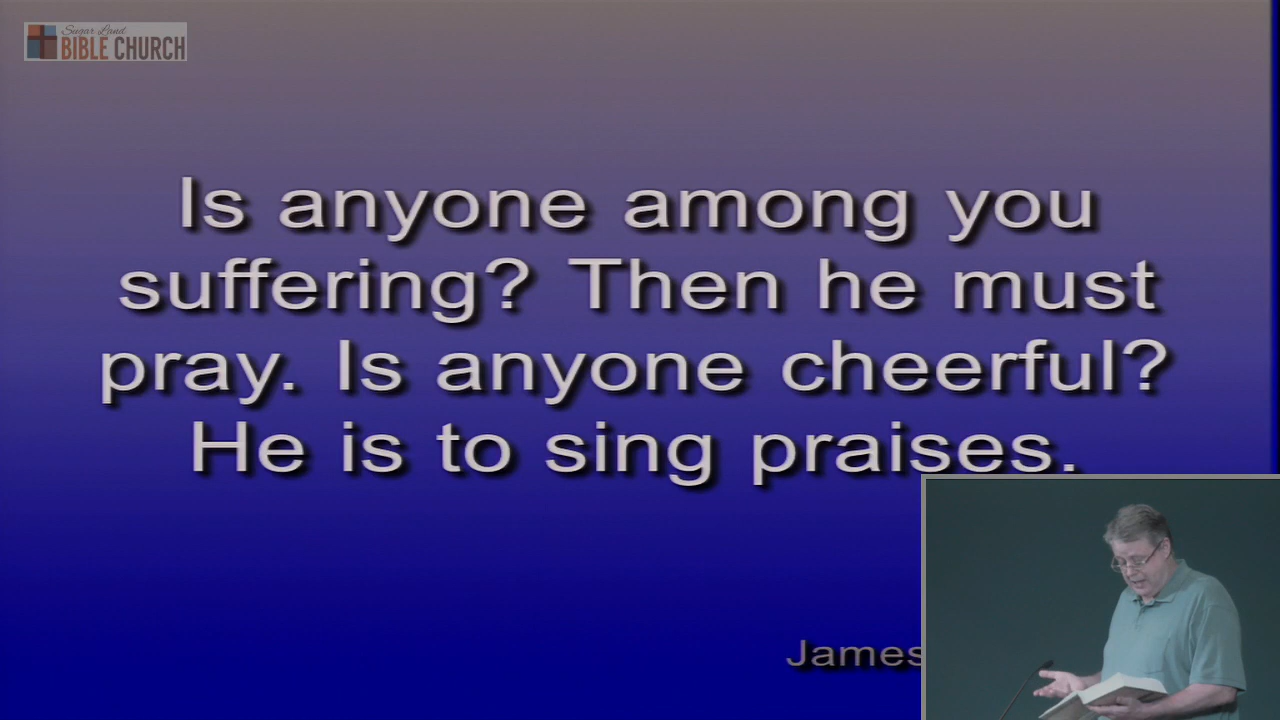 Sugar Land
BIBLE CHURCH
Is anyone among you
suffering? Then he must
pray. Is anyone cheerful?
He is to sing praises.
James